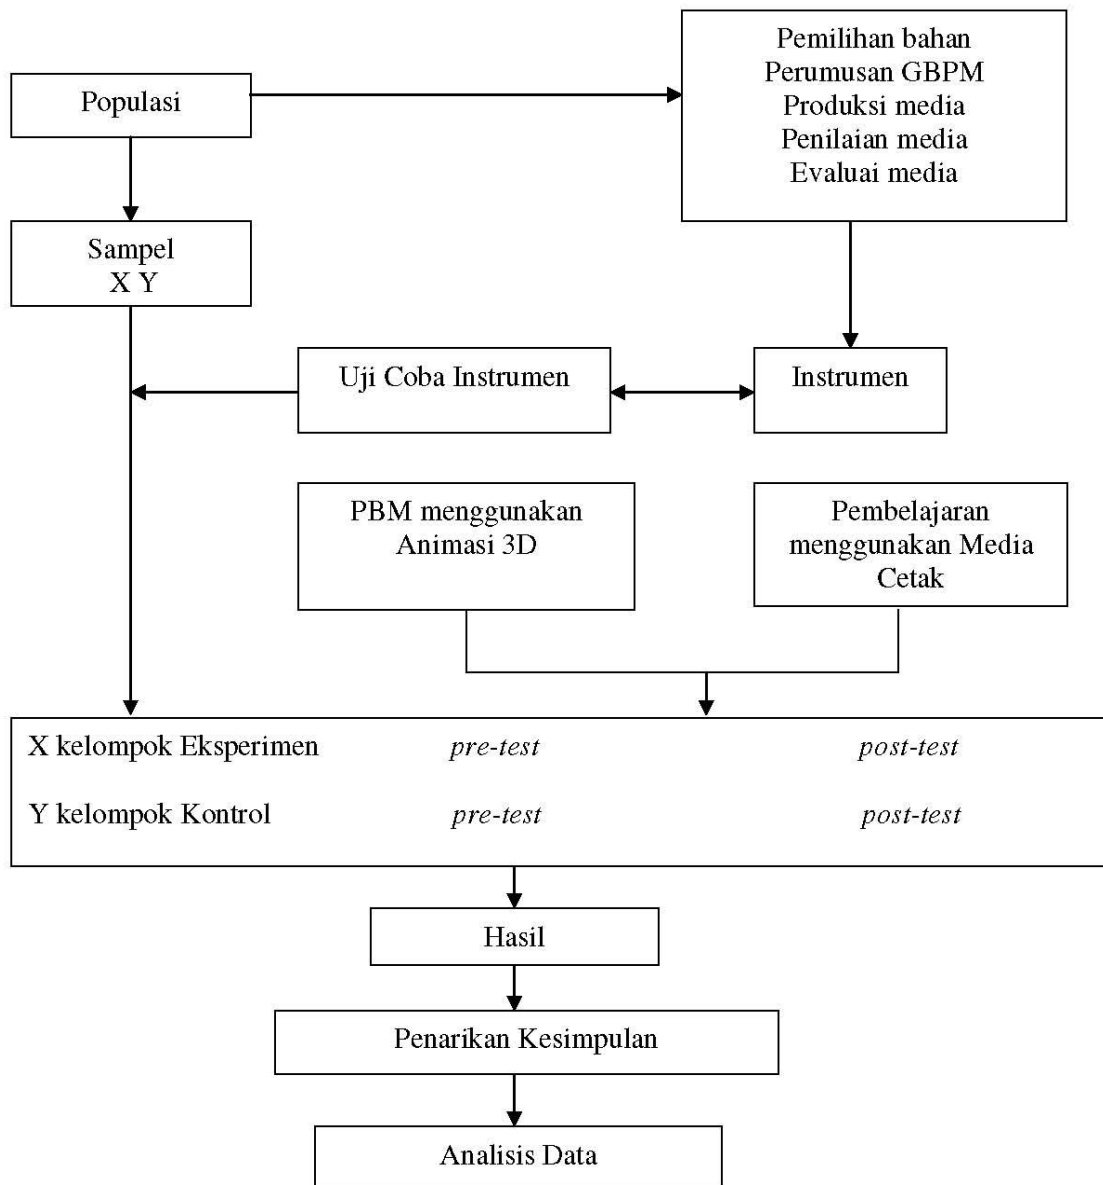 Populasi
Pemilihan bahan
Perumusan GBPM
Produksi media
Penilaian media
Evaluai media
Sampel
X Y
Uji Coba Instrumen
Instrumen
PBM menggunakan
Animasi 3D
Pembelajaran
menggunakan Media
Cetak
X kelompok Eksperimen pre-test post-test
Y kelompok Kontrol pre-test post-test
Hasil
Penarikan Kesimpulan
Analisis Data